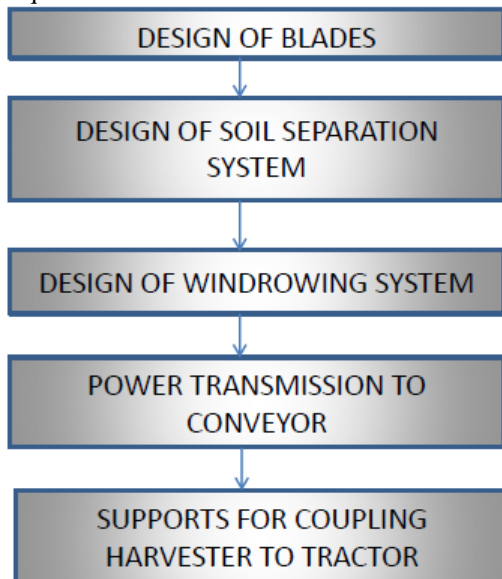 DESIGN OF BLADES
DESIGN OF SOIL SEPARATION
SYSTEM
DESIGN OF WINDROWING SYSTEM
POWER TRANSMISSION TO
CONVEYOR
SUPPORTS FOR COUPLING
HARVESTER TO TRACTOR